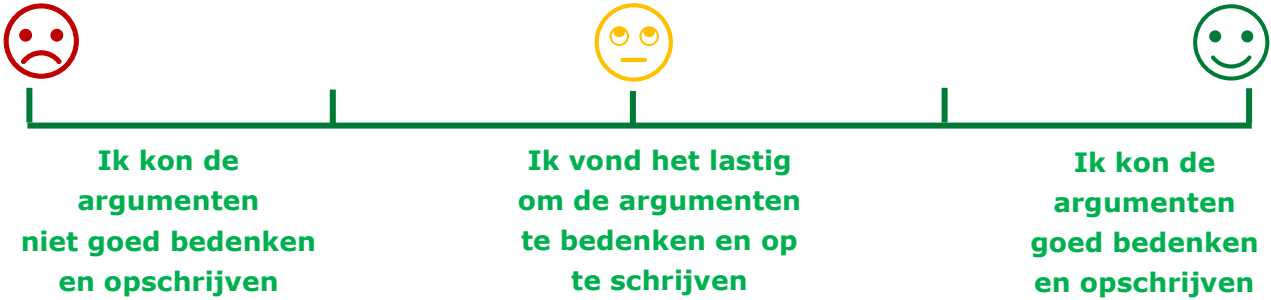 Ik kon de
argumenten
niet goed bedenken
en opschrijven
Ik vond het lastig
om de argumenten
te bedenken en op
te schrijven
Ik kon de
argumenten
goed bedenken
en opschrijven